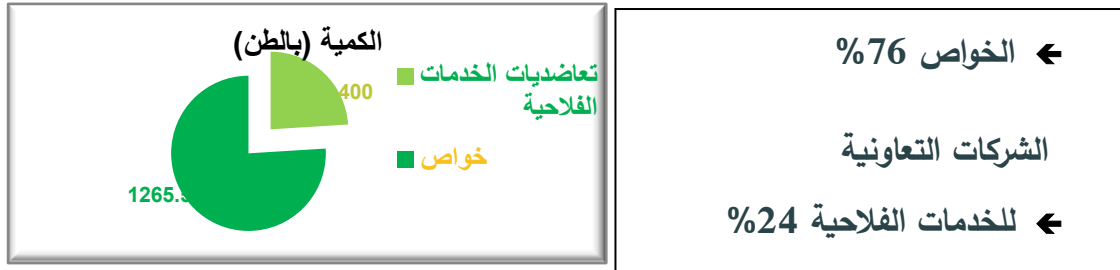 الكمية (بالطن)
تعاضديات الخدمات
الفلاحية
خواص
400
➔ الخواص 76%
الشركات التعاونية
➔ للخدمات الفلاحية 24%